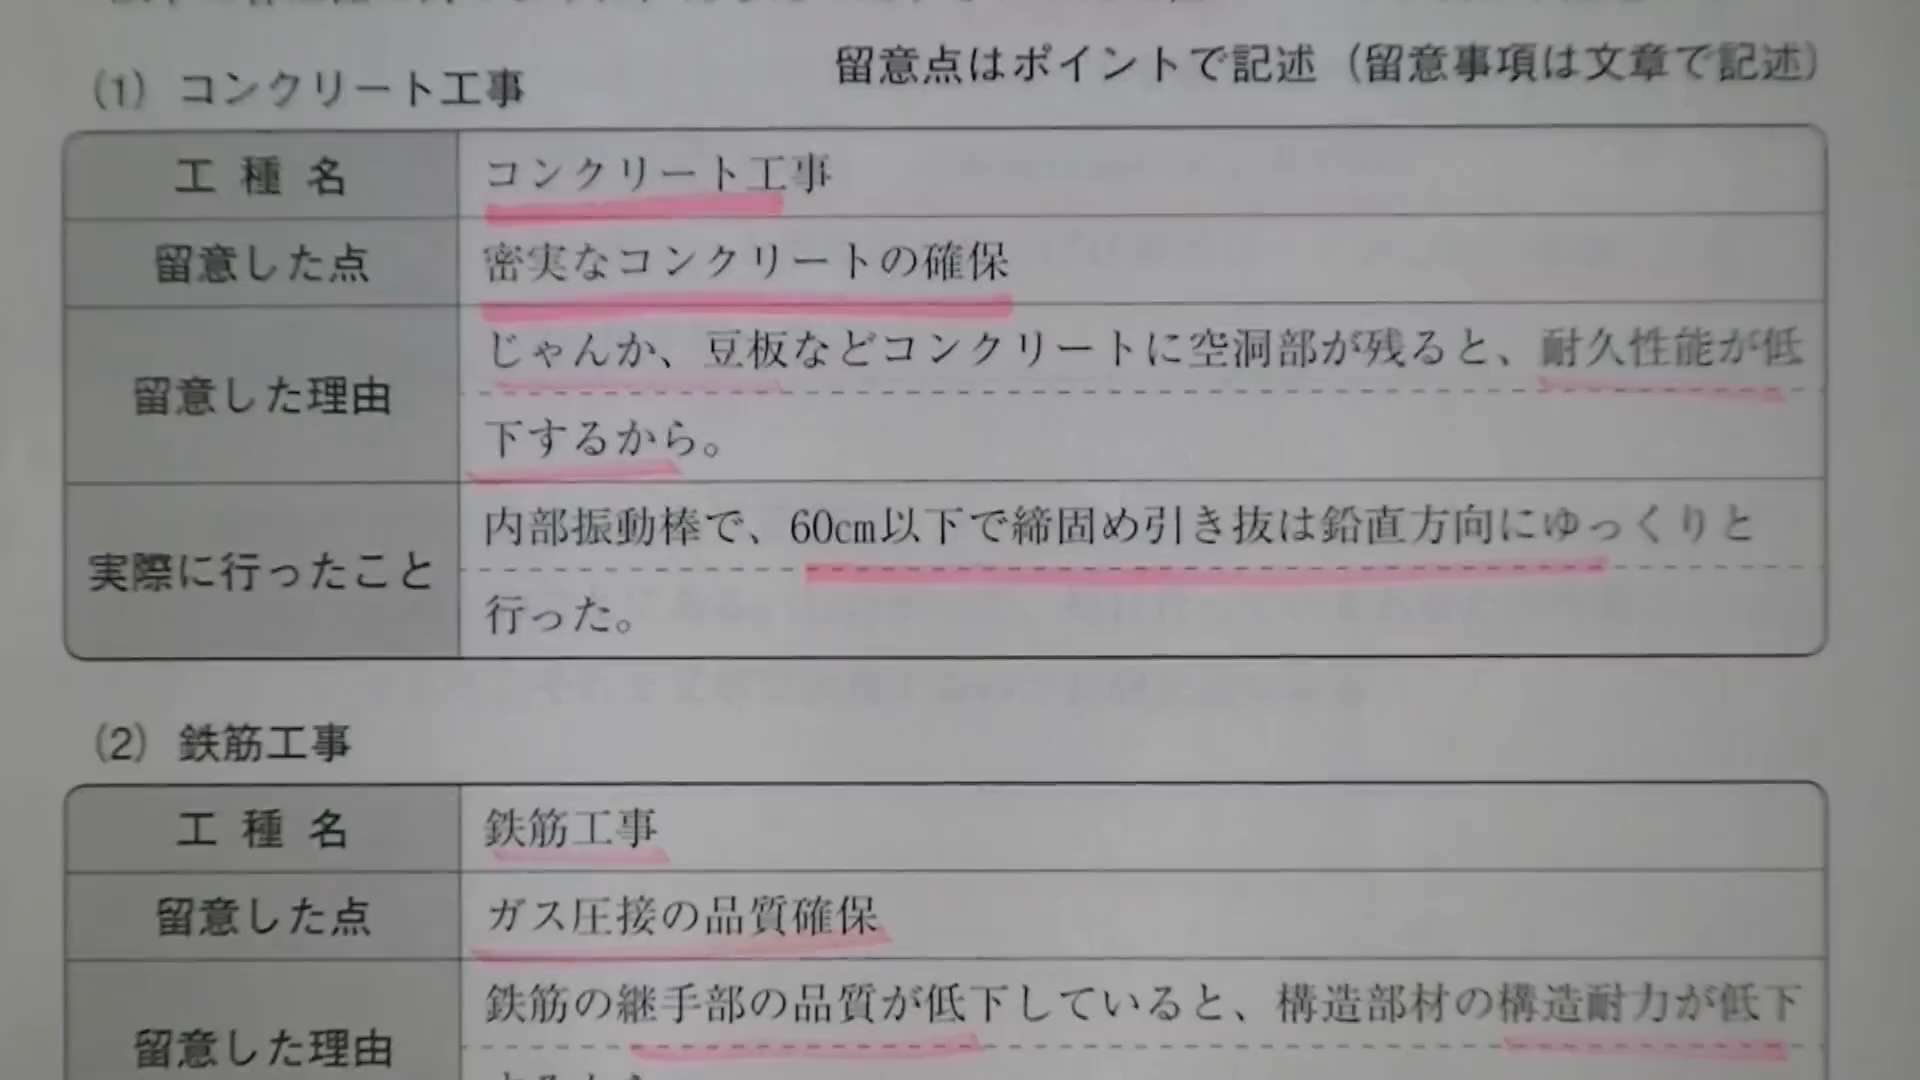 留意点はポイントで記述（留意事項は文章で記述）
(1) コンクリート工事
工種名 コンクリート工事
留意した点 密実なコンクリートの確保
留意した理由 じゃんか、豆板などコンクリートに空洞部が残ると、耐久性能が低
下するから。
実際に行ったこと 内部振動棒で、60cm以下で締固め引き抜は鉛直方向にゆっくりと
行った。
(2) 鉄筋工事
工種名 鉄筋工事
留意した点 ガス圧接の品質確保
留意した理由 鉄筋の継手部の品質が低下していると、構造部材の構造耐力が低下